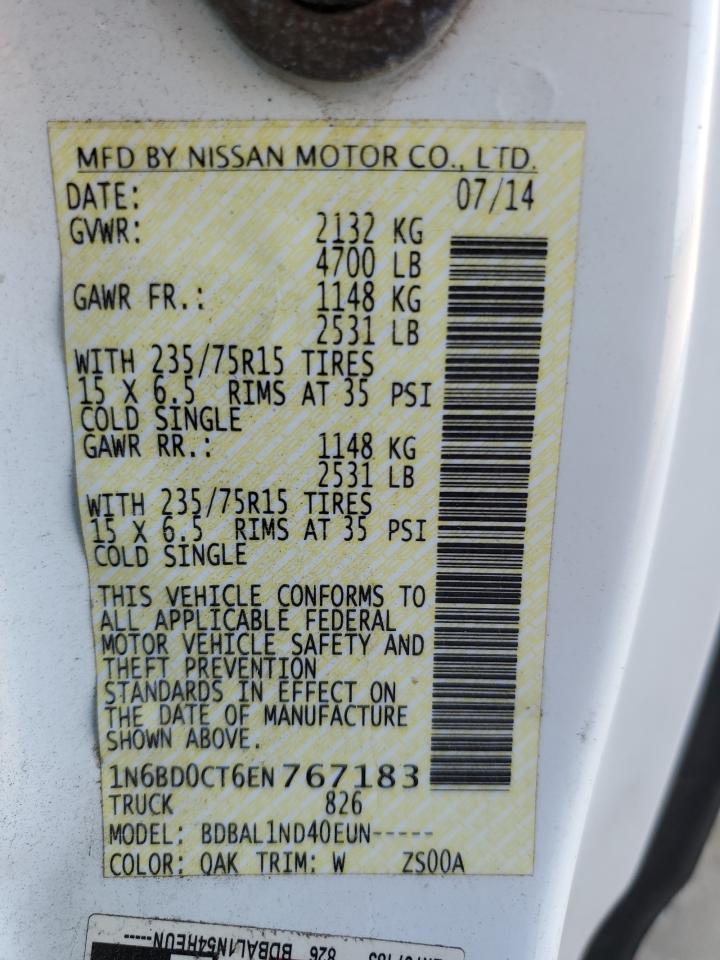 MFD BY NISSAN MOTOR CO., LTD.
DATE: 07/14
GVWR: 2132 KG
4700 LB
GAWR FR.: 1148 KG
2531 LB
WITH 235/75R15 TIRES
15 X 6.5 RIMS AT 35 PSI
COLD SINGLE
GAWR RR.: 1148 KG
2531 LB
WITH 235/75R15 TIRES
15 X 6.5 RIMS AT 35 PSI
COLD SINGLE
THIS VEHICLE CONFORMS TO
ALL APPLICABLE FEDERAL
MOTOR VEHICLE SAFETY AND
THEFT PREVENTION
STANDARDS IN EFFECT ON
THE DATE OF MANUFACTURE
SHOWN ABOVE.
1N6BD0CT6EN767183
TRUCK 826
MODEL: BDBAL1ND40EUN-----
COLOR: QAK TRIM: W ZS00A
826 BDBAL1N54HEUN----